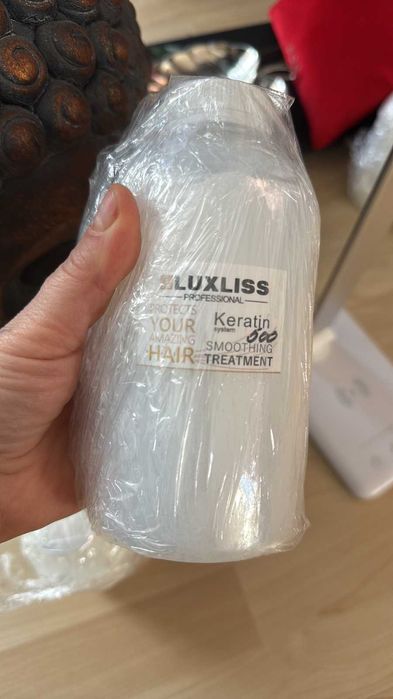 LUXLISS
PROFESSIONAL
PROTECTS
YOUR
AMAZING
HAIR
Keratin
system
500
SMOOTHING
TREATMENT